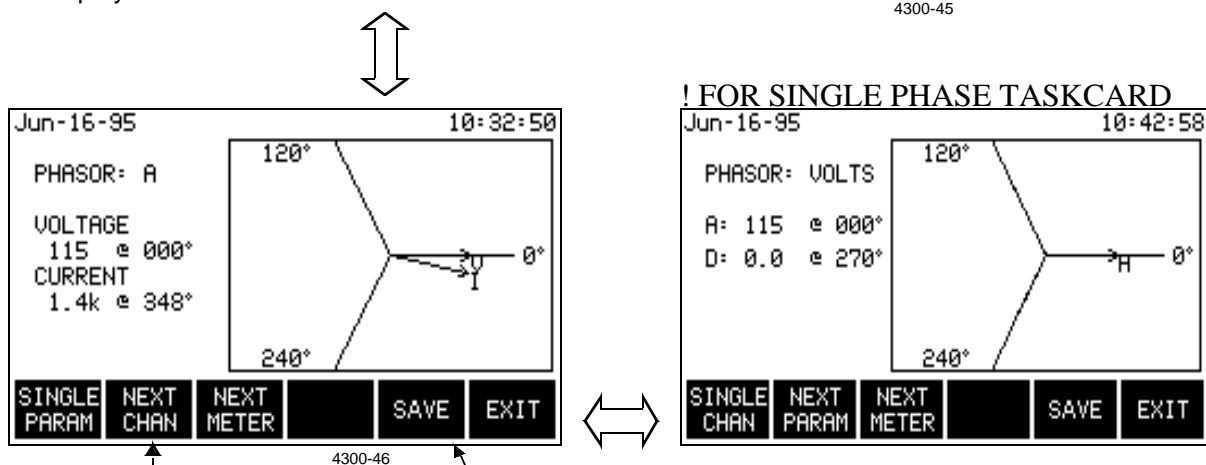 4300-45
! FOR SINGLE PHASE TASKCARD
Jun-16-95 10:32:50
PHASOR: A
VOLTAGE
115 @ 000°
CURRENT
1.4k @ 348°
120°
0°
V
I
240°
SINGLE PARAM
NEXT CHAN
NEXT METER
SAVE
EXIT
4300-46
Jun-16-95 10:42:58
PHASOR: VOLTS
A: 115 @ 000°
D: 0.0 @ 270°
120°
0°
A
240°
SINGLE CHAN
NEXT PARAM
NEXT METER
SAVE
EXIT